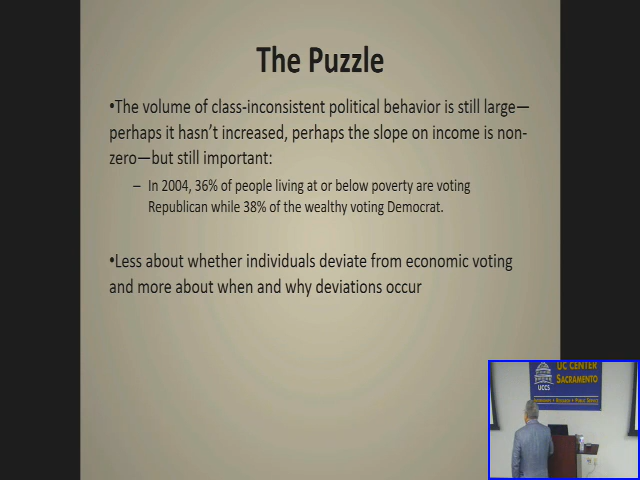 The Puzzle
•The volume of class-inconsistent political behavior is still large—
perhaps it hasn't increased, perhaps the slope on income is non-
zero—but still important:
– In 2004, 36% of people living at or below poverty are voting
Republican while 38% of the wealthy voting Democrat.
•Less about whether individuals deviate from economic voting
and more about when and why deviations occur
UC CENTER
SACRAMENTO
UCCS
• RESEARCH • PUBLIC SERVICE